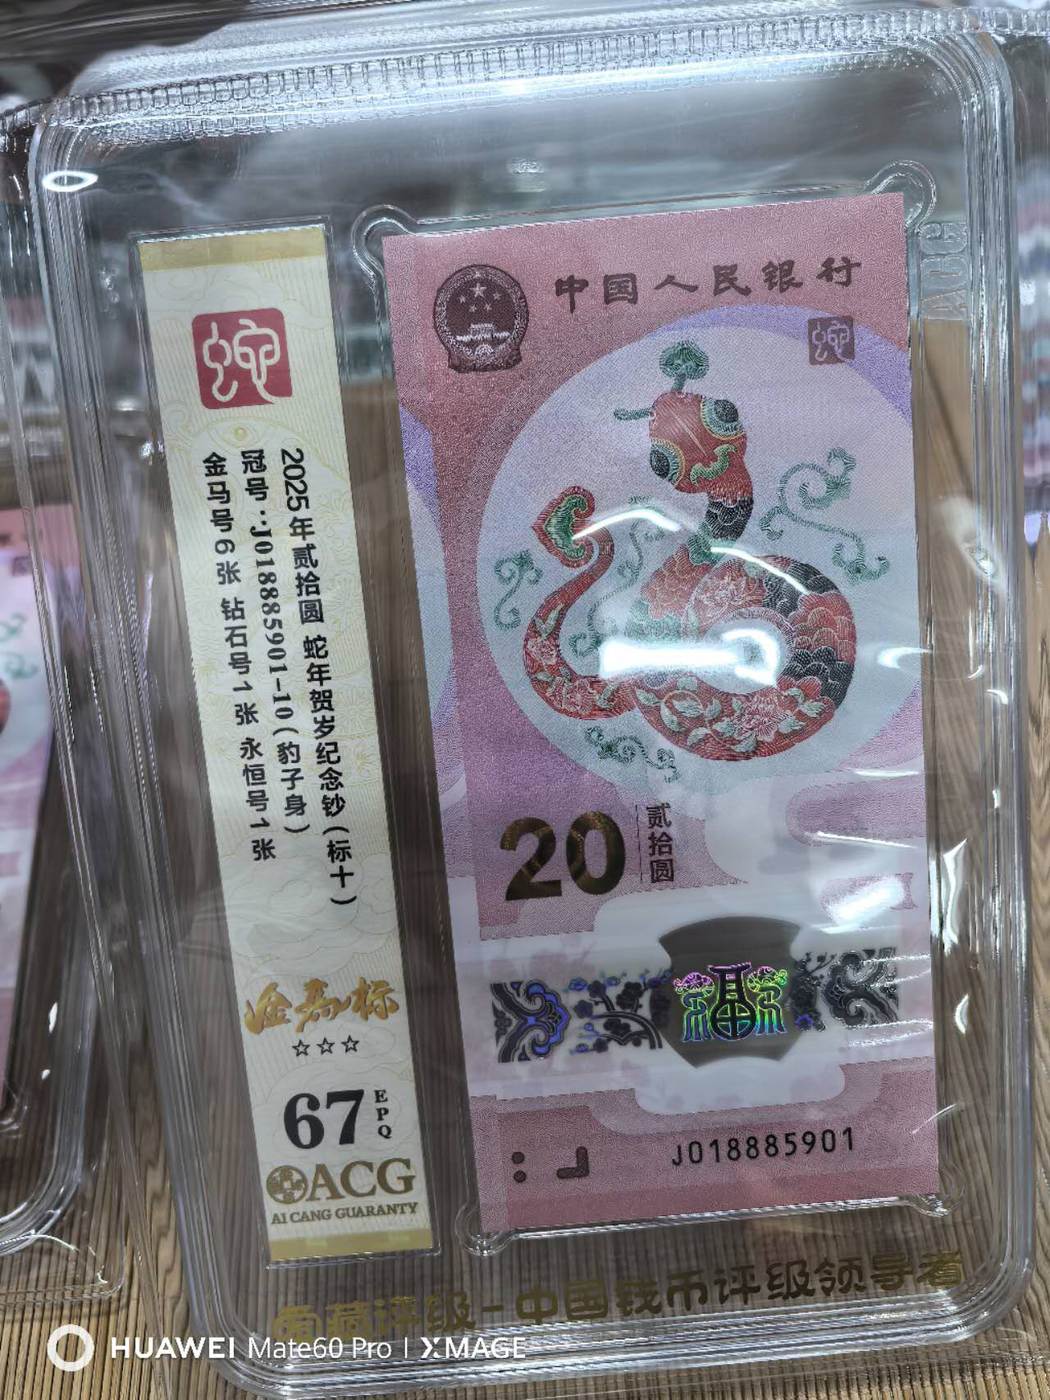 蛇
2025年贰拾圆 蛇年贺岁纪念钞(标十)
冠号:J018885901-10(豹子身)
金马号6张 钻石号1张 永恒号1张
金马标
☆☆☆
67 EPQ
ACG
AI CANG GUARANTY
中国人民银行
蛇
20 贰拾圆
福
J018885901
ACG
爱藏评级-中国钱币评级领导者
HUAWEI Mate60 Pro | XMAGE